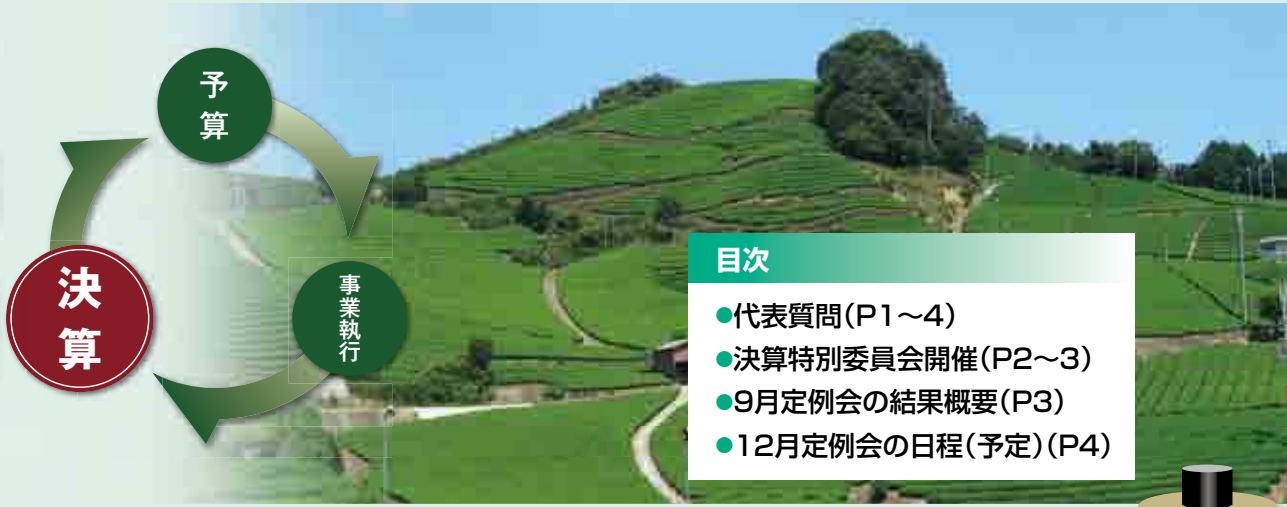 予算
事業執行
決算
目次
●代表質問(P1～4)
●決算特別委員会開催(P2～3)
●9月定例会の結果概要(P3)
●12月定例会の日程(予定)(P4)